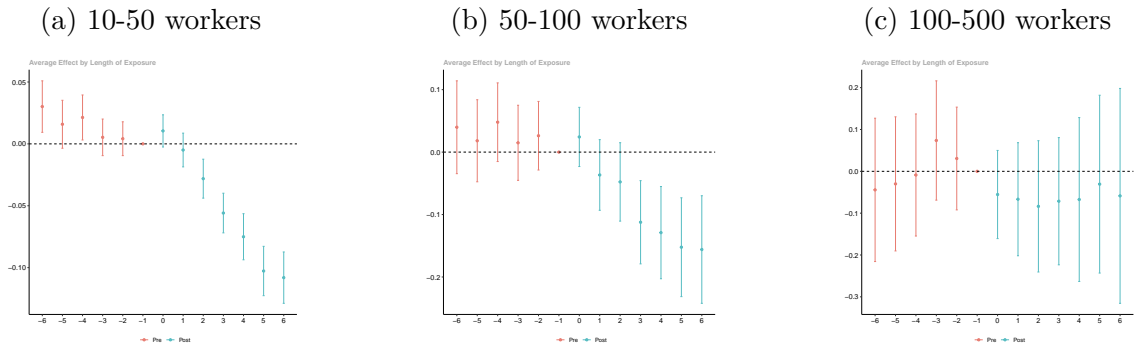 (a) 10-50 workers
(b) 50-100 workers
(c) 100-500 workers
Average Effect by Length of Exposure
0.05
0.00
−0.05
−0.10
−6 −5 −4 −3 −2 −1 0 1 2 3 4 5 6
Pre Post
Average Effect by Length of Exposure
0.1
0.0
−0.1
−0.2
−6 −5 −4 −3 −2 −1 0 1 2 3 4 5 6
Pre Post
Average Effect by Length of Exposure
0.2
0.1
0.0
−0.1
−0.2
−0.3
−6 −5 −4 −3 −2 −1 0 1 2 3 4 5 6
Pre Post